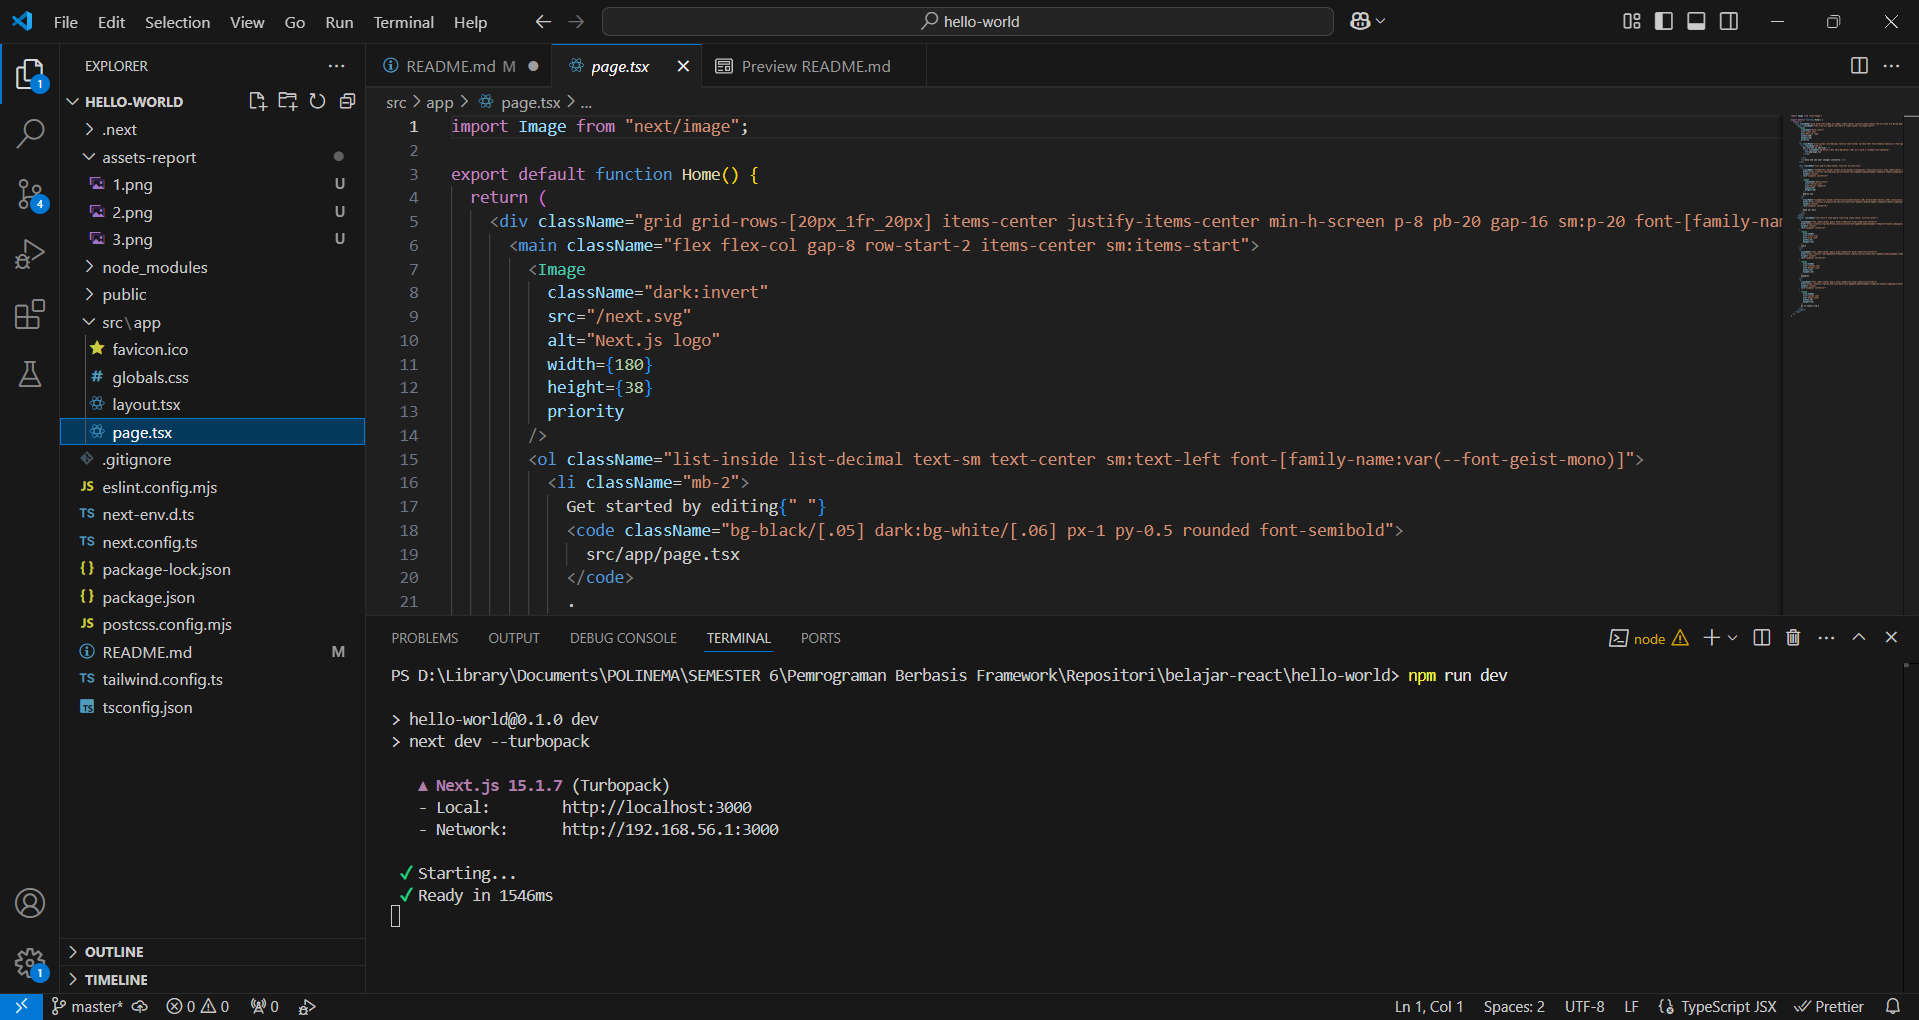 File Edit Selection View Go Run Terminal Help
hello-world
EXPLORER
HELLO-WORLD
.next
assets-report
1.png U
2.png U
3.png U
node_modules
public
src\app
favicon.ico
# globals.css
layout.tsx
page.tsx
.gitignore
JS eslint.config.mjs
TS next-env.d.ts
TS next.config.ts
{} package-lock.json
{} package.json
JS postcss.config.mjs
README.md M
TS tailwind.config.ts
TS tsconfig.json
OUTLINE
TIMELINE
1
4
1
README.md M
page.tsx
Preview README.md
src > app > page.tsx > ...
1 import Image from "next/image";
2
3 export default function Home() {
4 return (
5 <div className="grid grid-rows-[20px_1fr_20px] items-center justify-items-center min-h-screen p-8 pb-20 gap-16 sm:p-20 font-[family-nam
6 <main className="flex flex-col gap-8 row-start-2 items-center sm:items-start">
7 <Image
8 className="dark:invert"
9 src="/next.svg"
10 alt="Next.js logo"
11 width={180}
12 height={38}
13 priority
14 />
15 <ol className="list-inside list-decimal text-sm text-center sm:text-left font-[family-name:var(--font-geist-mono)]">
16 <li className="mb-2">
17 Get started by editing{" "}
18 <code className="bg-black/[.05] dark:bg-white/[.06] px-1 py-0.5 rounded font-semibold">
19 src/app/page.tsx
20 </code>
21 .
PROBLEMS OUTPUT DEBUG CONSOLE TERMINAL PORTS
node
PS D:\Library\Documents\POLINEMA\SEMESTER 6\Pemrograman Berbasis Framework\Repositori\belajar-react\hello-world> npm run dev
> hello-world@0.1.0 dev
> next dev --turbopack
▲ Next.js 15.1.7 (Turbopack)
- Local: http://localhost:3000
- Network: http://192.168.56.1:3000
✓ Starting...
✓ Ready in 1546ms
master* 0 0 0
Ln 1, Col 1 Spaces: 2 UTF-8 LF TypeScript JSX Prettier